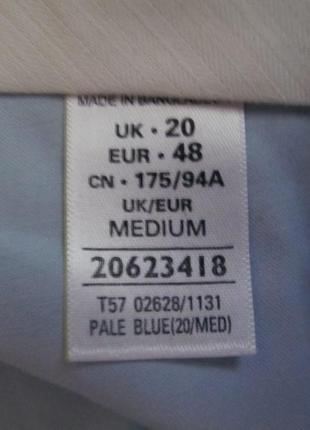 MADE IN BANGLADESH
UK • 20
EUR • 48
CN • 175/94A
UK/EUR
MEDIUM
20623418
T57 02628/1131
PALE BLUE(20/MED)